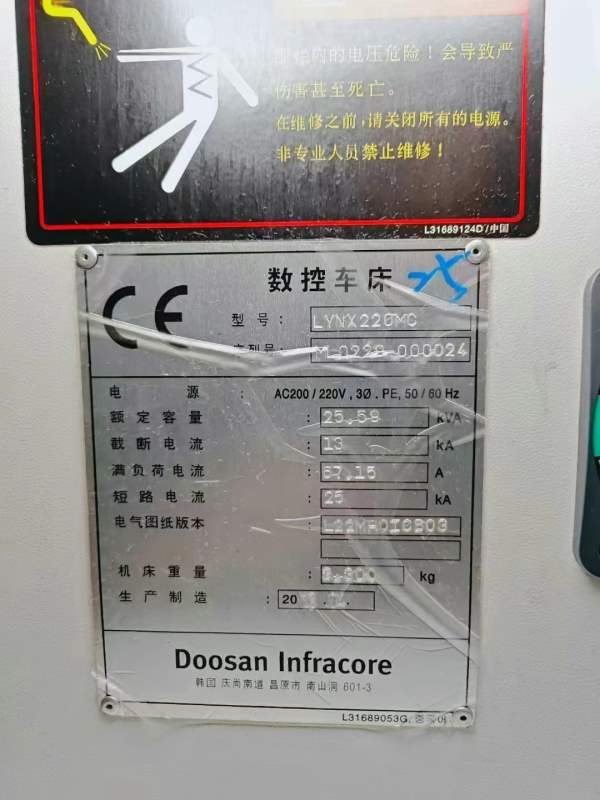 的电压危险！会导致严
伤害甚至死亡。
在维修之前，请关闭所有的电源。
非专业人员禁止维修！
L31689124D/中国
CE
数控车床
型号： LYNX220MC
序列号： ML0228-000024
电 源 ： AC200 / 220V , 3Ø . PE, 50 / 60 Hz
额定容量 ： 25.59 kVA
截断电流 ： 13 kA
满负荷电流 ： 67.15 A
短路电流 ： 25 kA
电气图纸版本 ：
机床重量 ： kg
生产制造 ： 20
Doosan Infracore
韩国 庆尚南道 昌原市 南山洞 601-3
L31689053G,